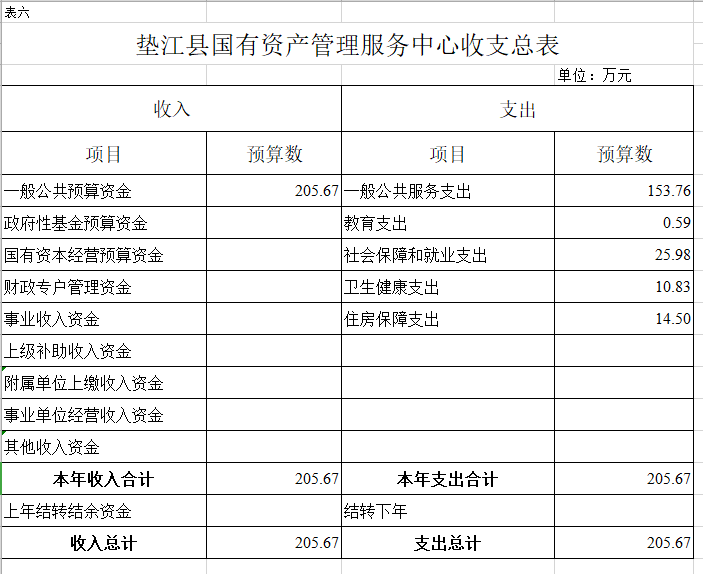 表六
垫江县国有资产管理服务中心收支总表
单位：万元
收入 支出
项目 预算数 项目 预算数
一般公共预算资金 205.67 一般公共服务支出 153.76
政府性基金预算资金 教育支出 0.59
国有资本经营预算资金 社会保障和就业支出 25.98
财政专户管理资金 卫生健康支出 10.83
事业收入资金 住房保障支出 14.50
上级补助收入资金
附属单位上缴收入资金
事业单位经营收入资金
其他收入资金
本年收入合计 205.67 本年支出合计 205.67
上年结转结余资金 结转下年
收入总计 205.67 支出总计 205.67